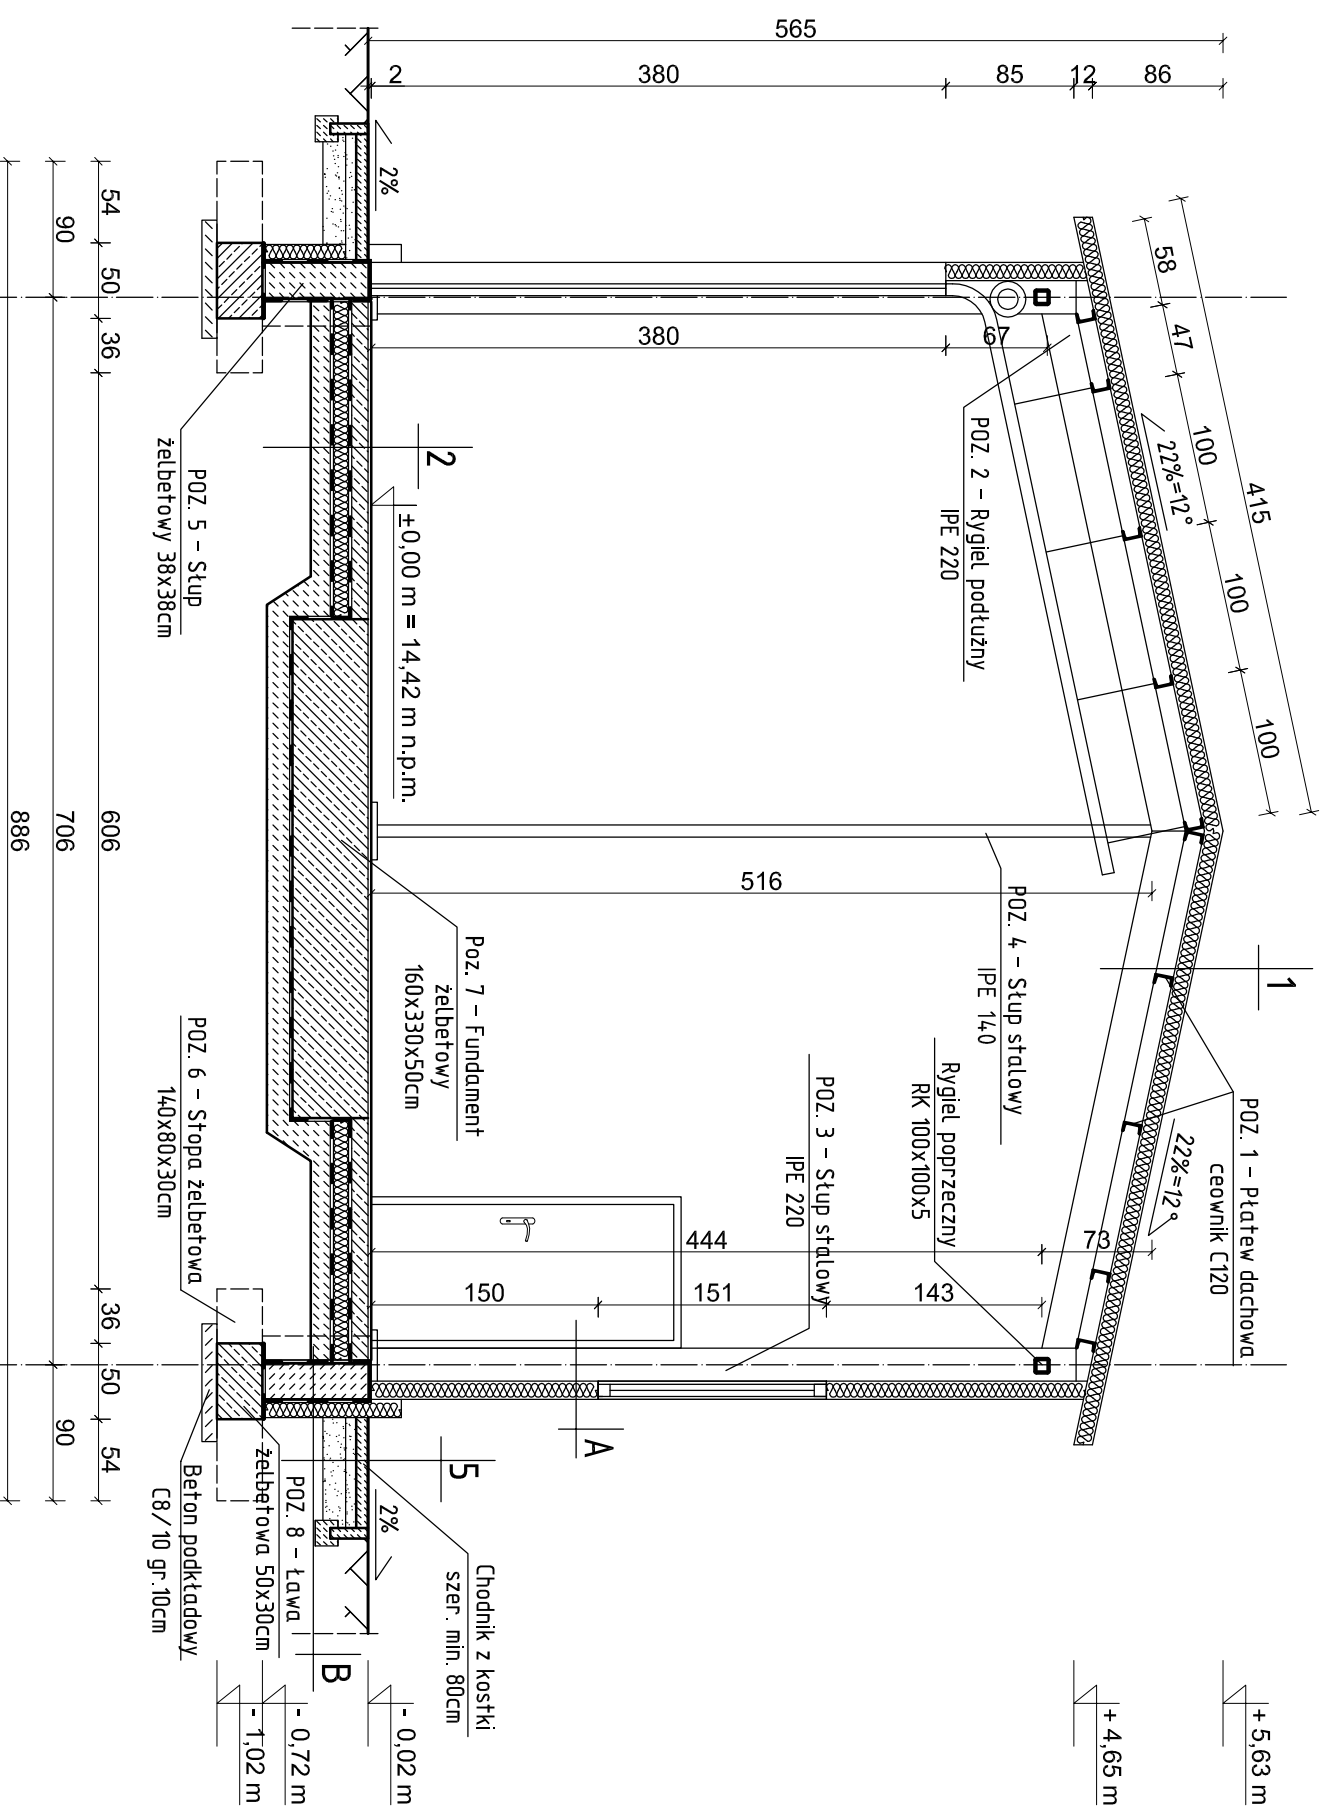 565
2
380
85
12
86
58
47
100
100
100
415
22%=12°
22%=12°
1
+ 5,63 m
+ 4,65 m
POZ. 1 - Płatew dachowa
ceownik C120
380
67
POZ. 2 - Rygiel podłużny
IPE 220
POZ. 4 - Słup stalowy
IPE 140
Rygiel poprzeczny
RK 100x100x5
POZ. 3 - Słup stalowy
IPE 220
516
444
73
150
151
143
A
2%
2
±0,00 m = 14,42 m n.p.m.
Poz. 7 - Fundament
żelbetowy
160x330x50cm
5
2%
Chodnik z kostki
szer. min. 80cm
B
- 0,02 m
- 0,72 m
- 1,02 m
POZ. 5 - Słup
żelbetowy 38x38cm
POZ. 6 - Stopa żelbetowa
140x80x30cm
POZ. 8 - Ława
żelbetowa 50x30cm
Beton podkładowy
C8/10 gr.10cm
54
50
36
606
36
50
54
90
706
90
886